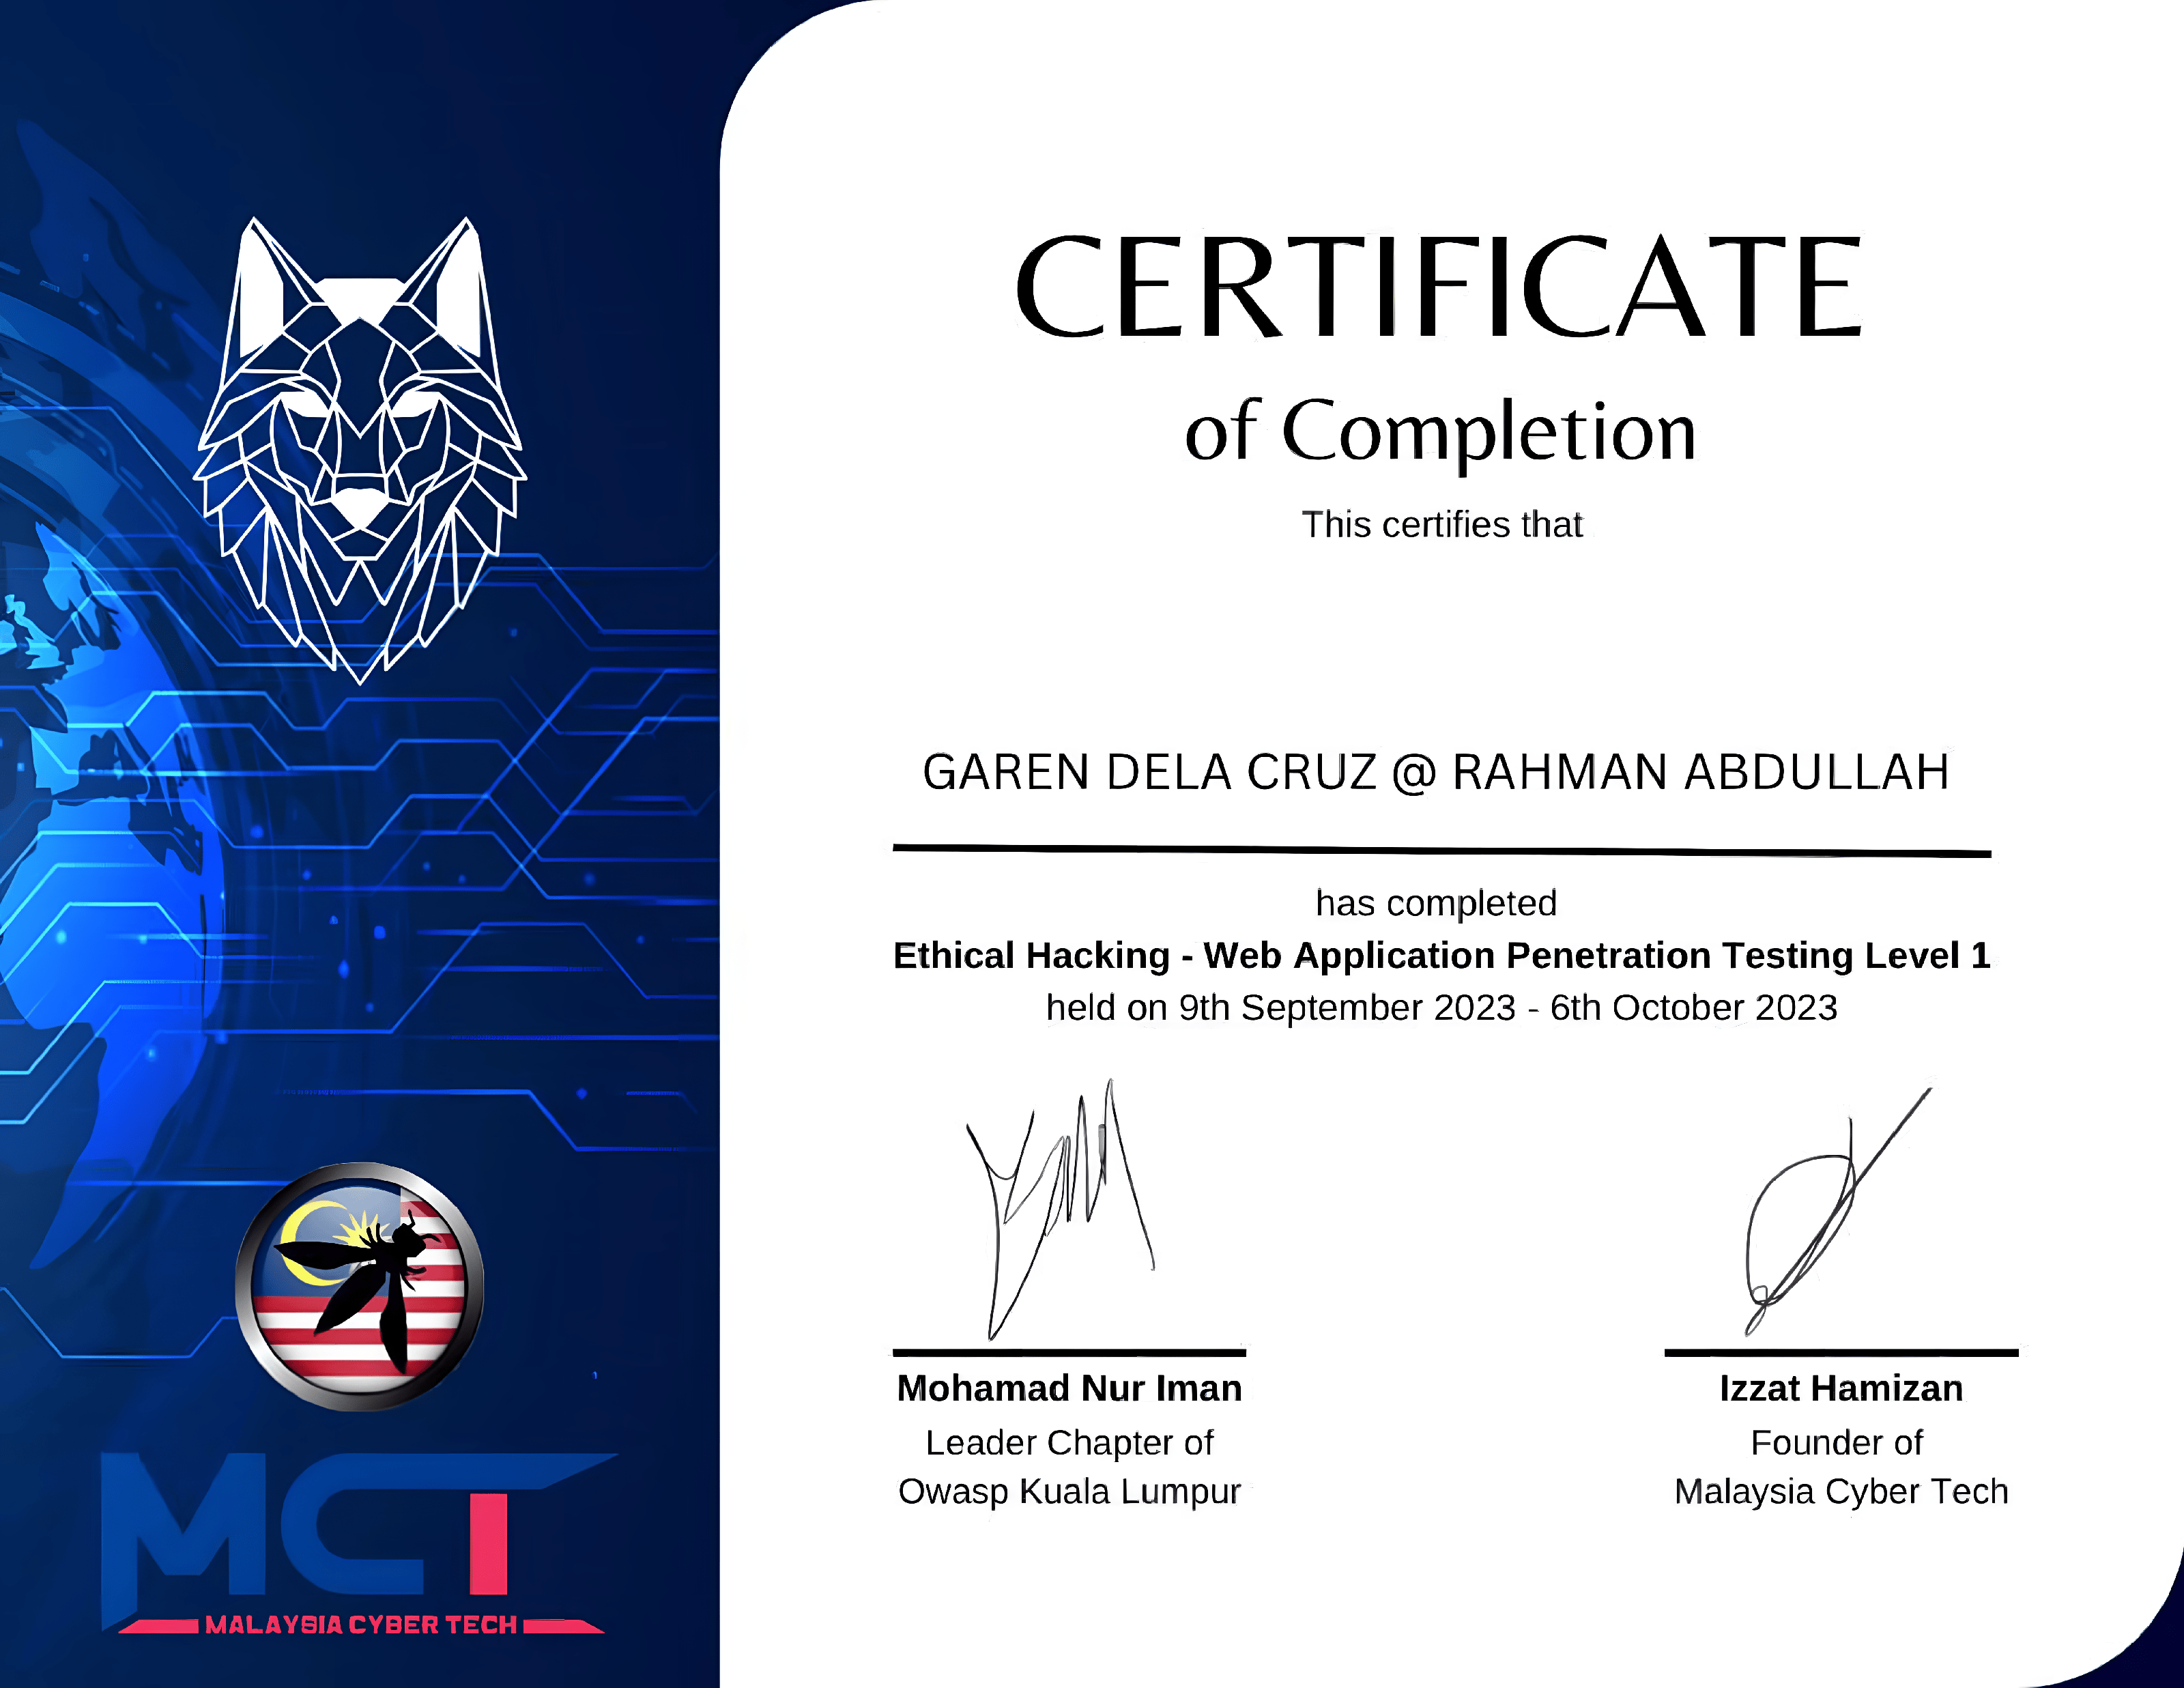 CERTIFICATE
of Completion
This certifies that
GAREN DELA CRUZ @ RAHMAN ABDULLAH
has completed
Ethical Hacking - Web Application Penetration Testing Level 1
held on 9th September 2023 - 6th October 2023
Mohamad Nur Iman
Leader Chapter of
Owasp Kuala Lumpur
Izzat Hamizan
Founder of
Malaysia Cyber Tech
MCT
MALAYSIA CYBER TECH